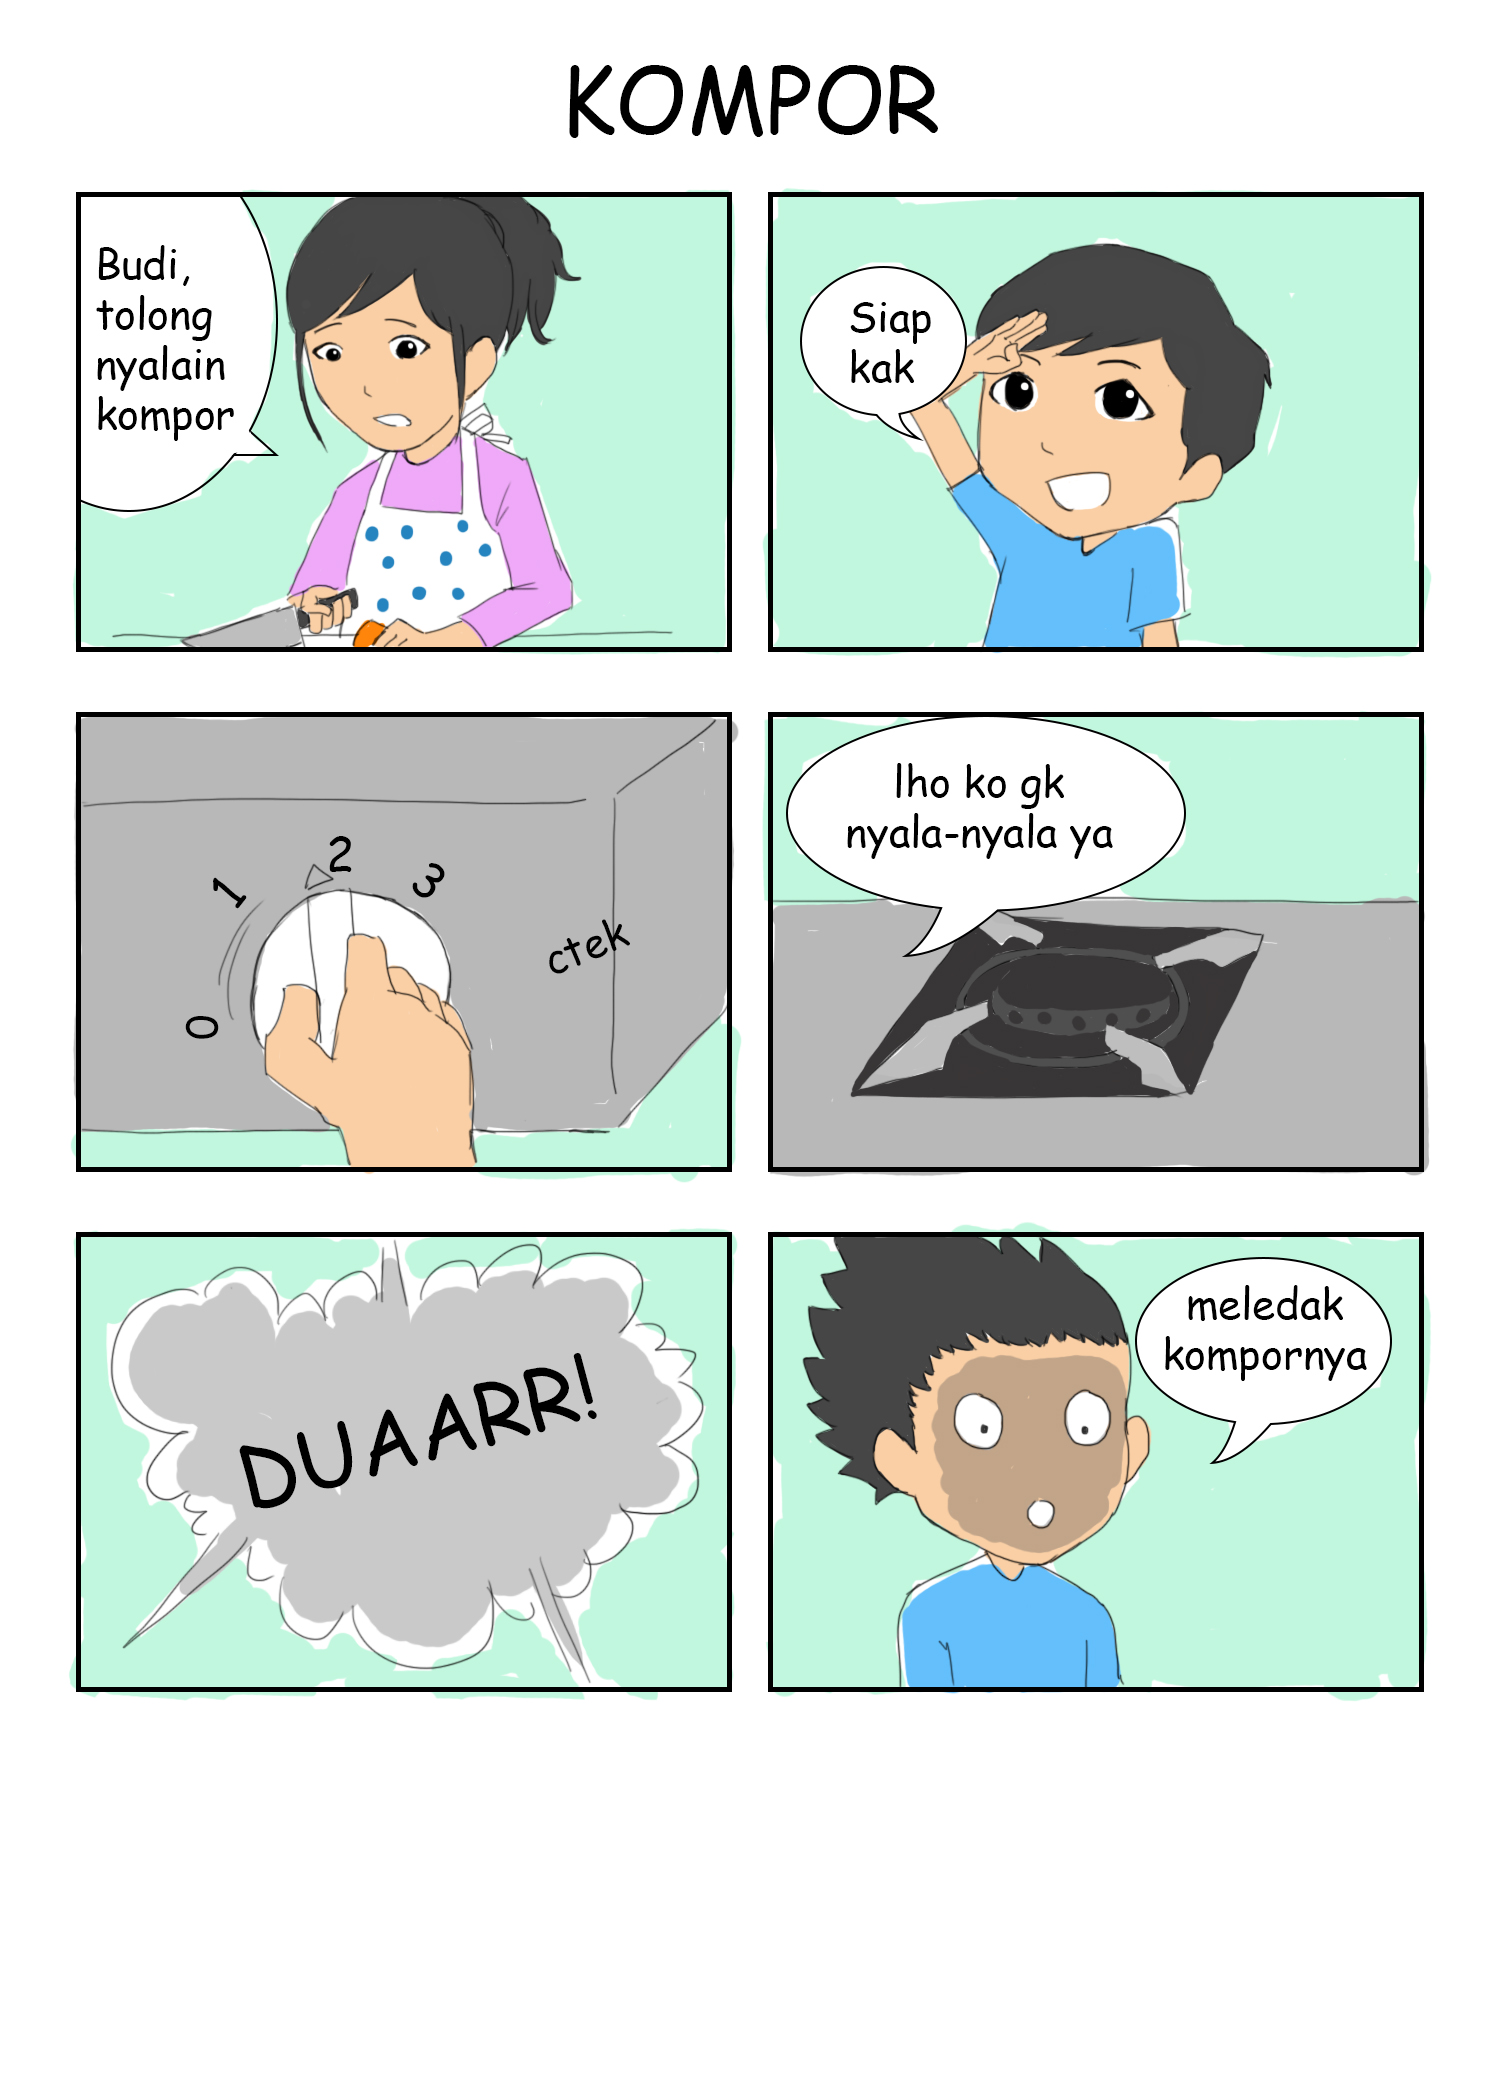 KOMPOR
Budi,
tolong
nyalain
kompor
Siap
kak
0
1
2
3
ctek
lho ko gk
nyala-nyala ya
DUAARR!
meledak
kompornya